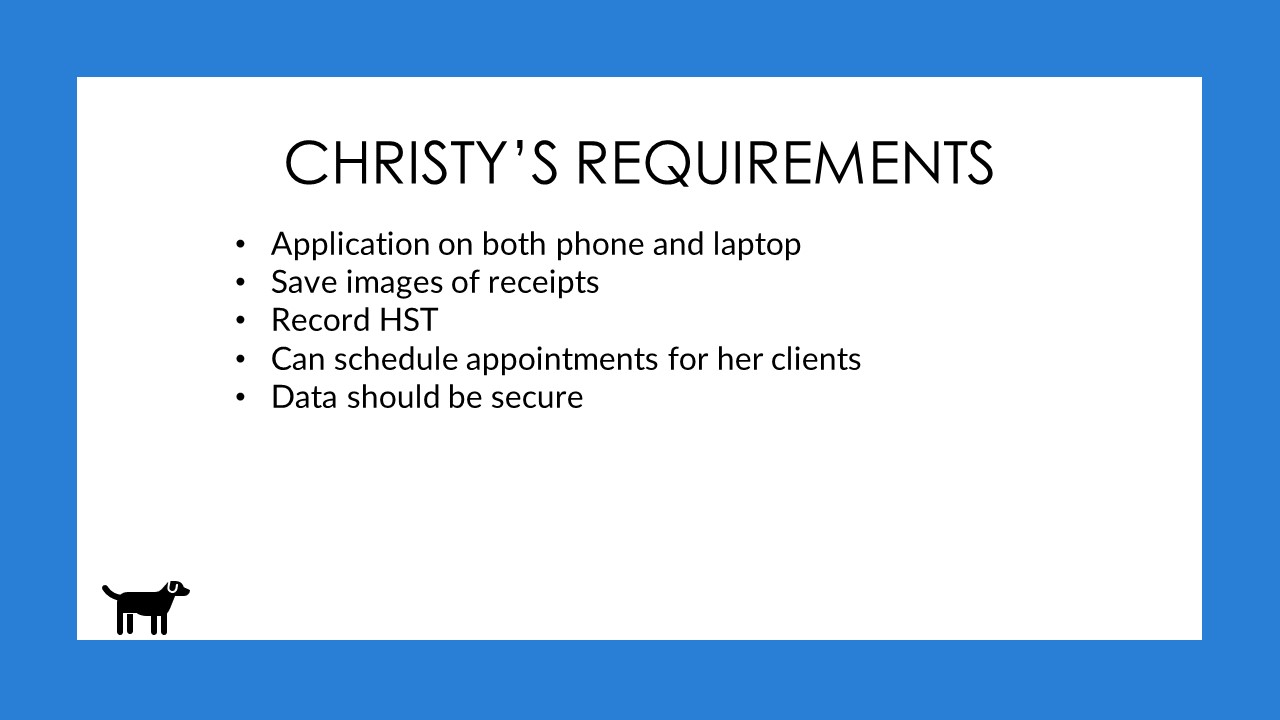 CHRISTY’S REQUIREMENTS
• Application on both phone and laptop
• Save images of receipts
• Record HST
• Can schedule appointments for her clients
• Data should be secure